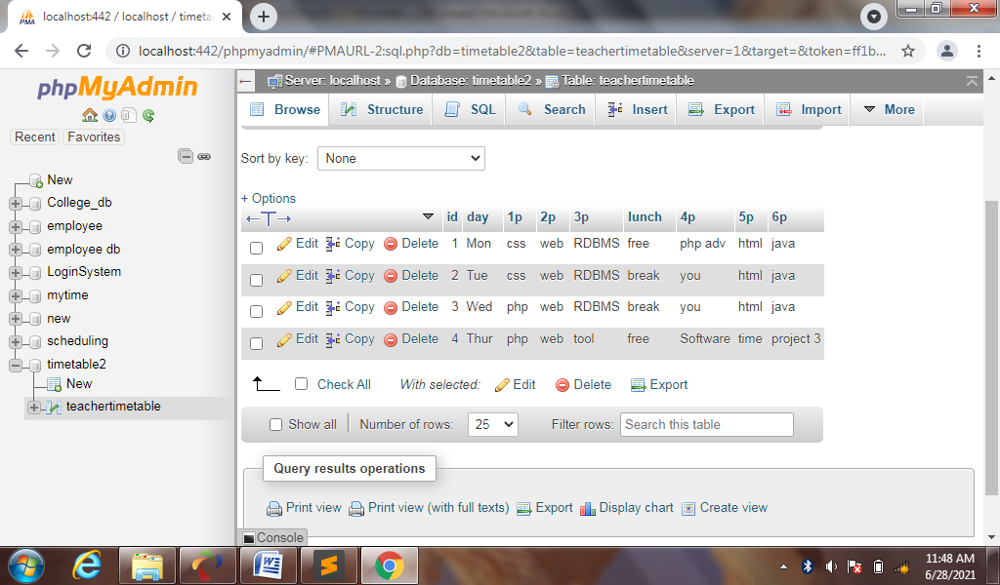 localhost:442 / localhost / timeta
localhost:442/phpmyadmin/#PMAURL-2:sql.php?db=timetable2&table=teachertimetable&server=1&target=&token=ff1b...
phpMyAdmin
Recent Favorites
New
College_db
employee
employee db
LoginSystem
mytime
new
scheduling
timetable2
New
teachertimetable
Server: localhost » Database: timetable2 » Table: teachertimetable
Browse Structure SQL Search Insert Export Import More
Sort by key: None
+ Options
id day 1p 2p 3p lunch 4p 5p 6p
Edit Copy Delete 1 Mon css web RDBMS free php adv html java
Edit Copy Delete 2 Tue css web RDBMS break you html java
Edit Copy Delete 3 Wed php web RDBMS break you html java
Edit Copy Delete 4 Thur php web tool free Software time project 3
Check All With selected: Edit Delete Export
Show all Number of rows: 25 Filter rows: Search this table
Query results operations
Print view Print view (with full texts) Export Display chart Create view
Console
11:48 AM
6/28/2021